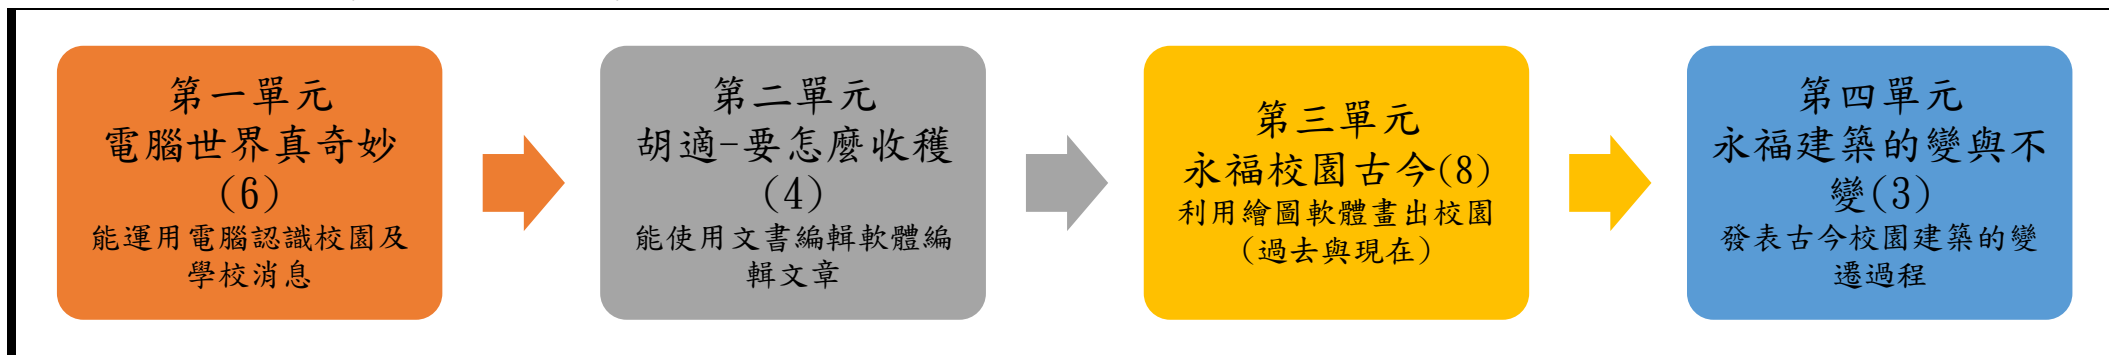 第一單元
電腦世界真奇妙
(6)
能運用電腦認識校園及
學校消息
第二單元
胡適-要怎麼收穫
(4)
能使用文書編輯軟體編
輯文章
第三單元
永福校園古今(8)
利用繪圖軟體畫出校園
(過去與現在)
第四單元
永福建築的變與不
變(3)
發表古今校園建築的變
遷過程